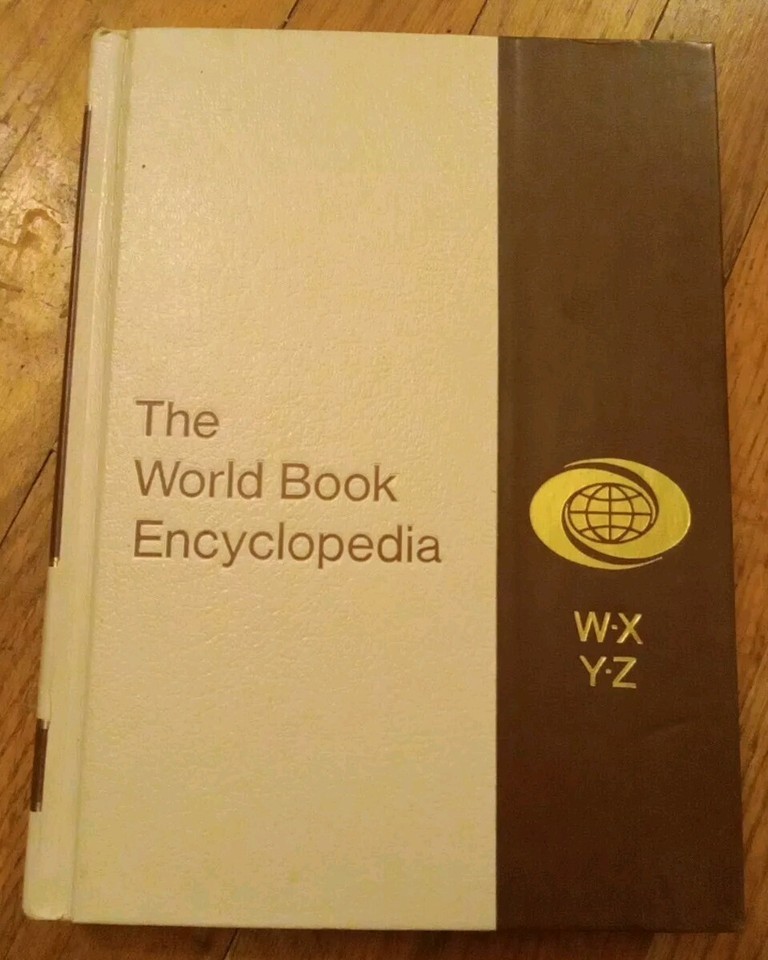 The
World Book
Encyclopedia
W·X
Y·Z